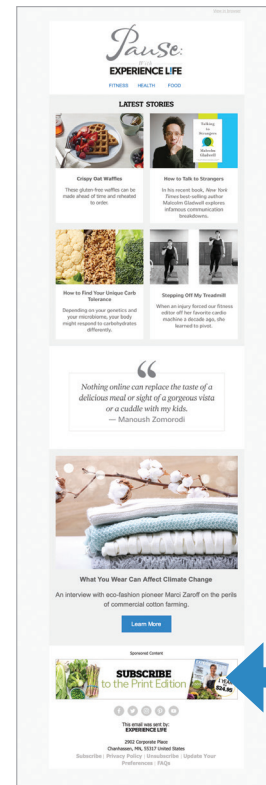 View in browser
Pause:
IT'S AN
EXPERIENCE LIFE
FITNESS HEALTH FOOD
LATEST STORIES
Crispy Oat Waffles
These gluten-free waffles can be
made ahead of time and reheated
to order.
Talking
to
Strangers
Malcolm
Gladwell
How to Talk to Strangers
In his recent book, New York
Times best-selling author
Malcolm Gladwell explores
infamous communication
breakdowns.
How to Find Your Unique Carb
Tolerance
Depending on your genetics and
your microbiome, your body
might respond to carbohydrates
differently.
Stepping Off My Treadmill
When an injury forced our fitness
editor off her favorite cardio
machine a decade ago, she
learned to pivot.
“
Nothing online can replace the taste of a
delicious meal or sight of a gorgeous vista
or a cuddle with my kids.
— Manoush Zomorodi
What You Wear Can Affect Climate Change
An interview with eco-fashion pioneer Marci Zaroff on the perils
of commercial cotton farming.
Learn More
Sponsored Content
SUBSCRIBE
to the Print Edition
1 YEAR
$24.95
This email was sent by:
EXPERIENCE LIFE
2902 Corporate Place
Chanhassen, MN, 55317 United States
Subscribe | Privacy Policy | Unsubscribe | Update Your
Preferences | FAQs